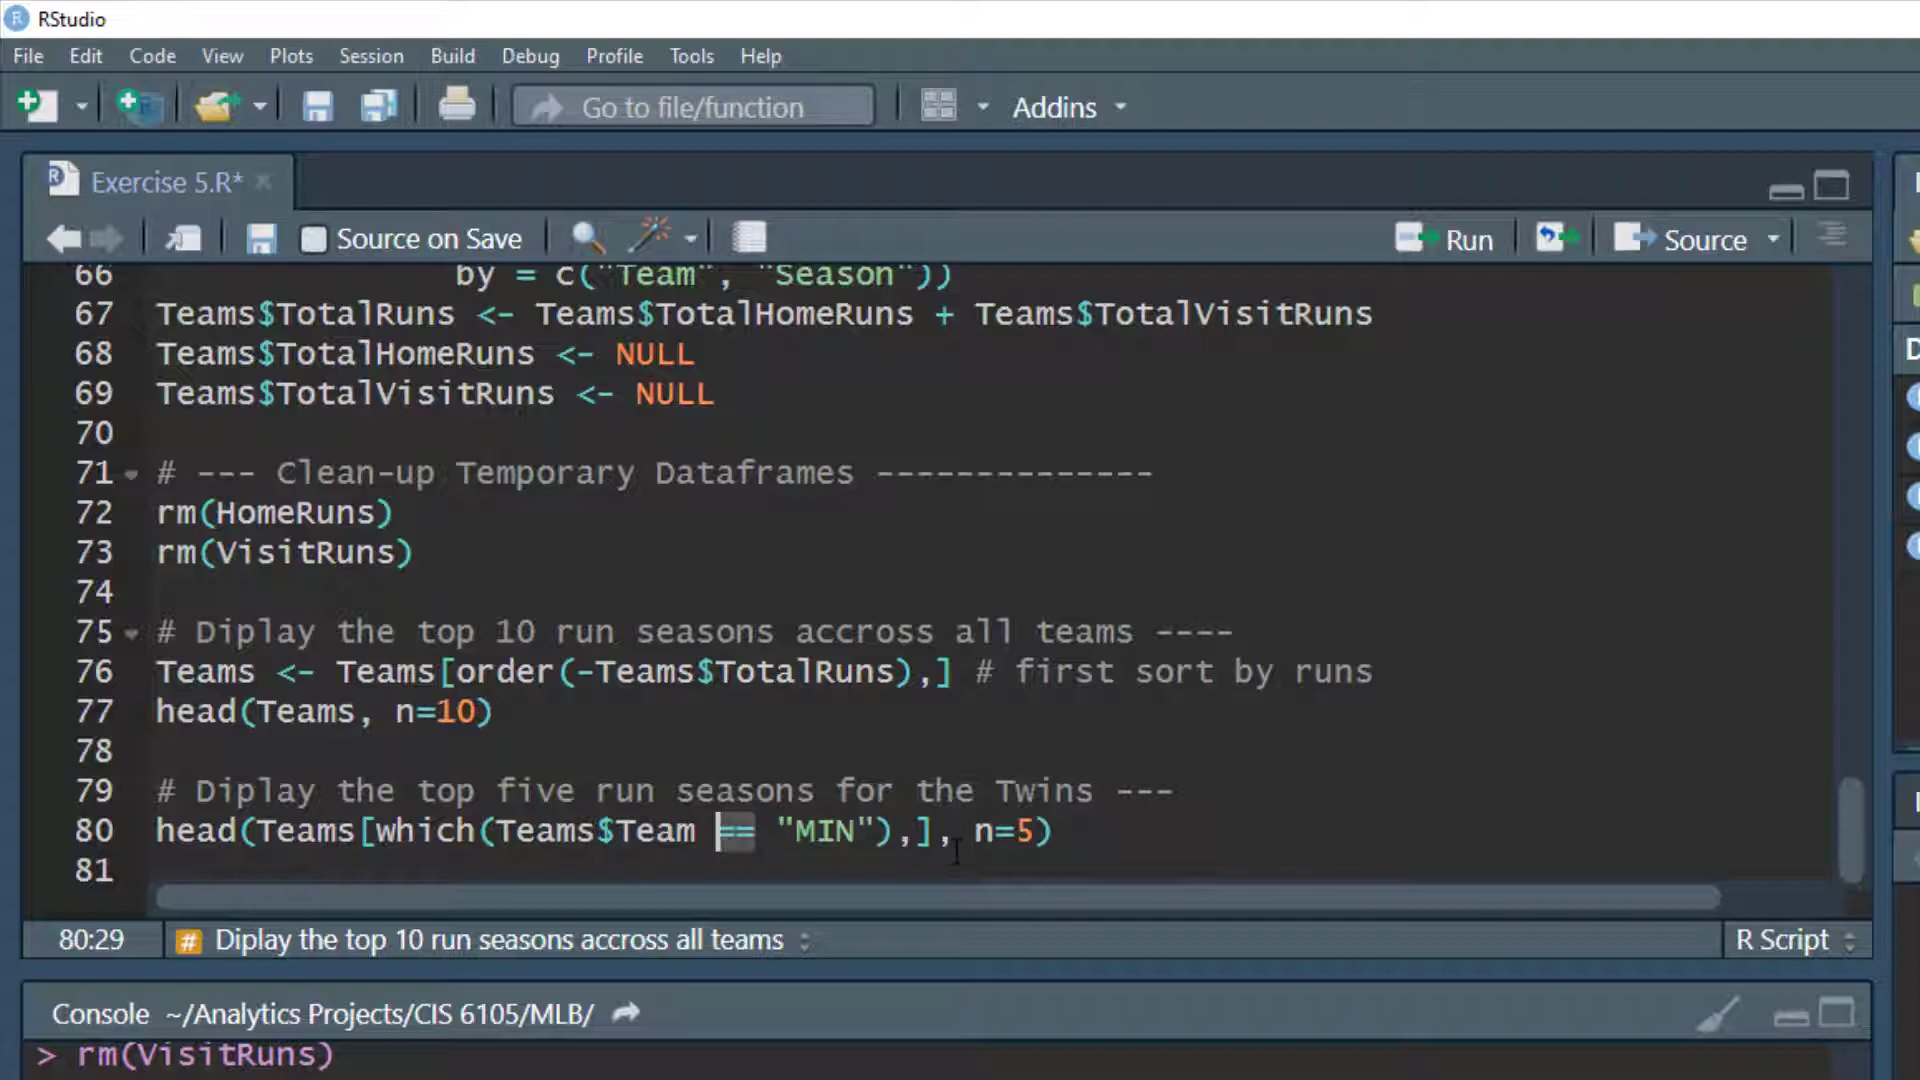 RStudio
File Edit Code View Plots Session Build Debug Profile Tools Help
Go to file/function Addins
Exercise 5.R*
Source on Save Run Source
66 by = c("Team", "Season"))
67 Teams$TotalRuns <- Teams$TotalHomeRuns + Teams$TotalVisitRuns
68 Teams$TotalHomeRuns <- NULL
69 Teams$TotalVisitRuns <- NULL
70
71 # --- Clean-up Temporary Dataframes --------------
72 rm(HomeRuns)
73 rm(VisitRuns)
74
75 # Diplay the top 10 run seasons accross all teams ----
76 Teams <- Teams[order(-Teams$TotalRuns),] # first sort by runs
77 head(Teams, n=10)
78
79 # Diplay the top five run seasons for the Twins ---
80 head(Teams[which(Teams$Team == "MIN"),], n=5)
81
80:29 # Diplay the top 10 run seasons accross all teams R Script
Console ~/Analytics Projects/CIS 6105/MLB/
> rm(VisitRuns)